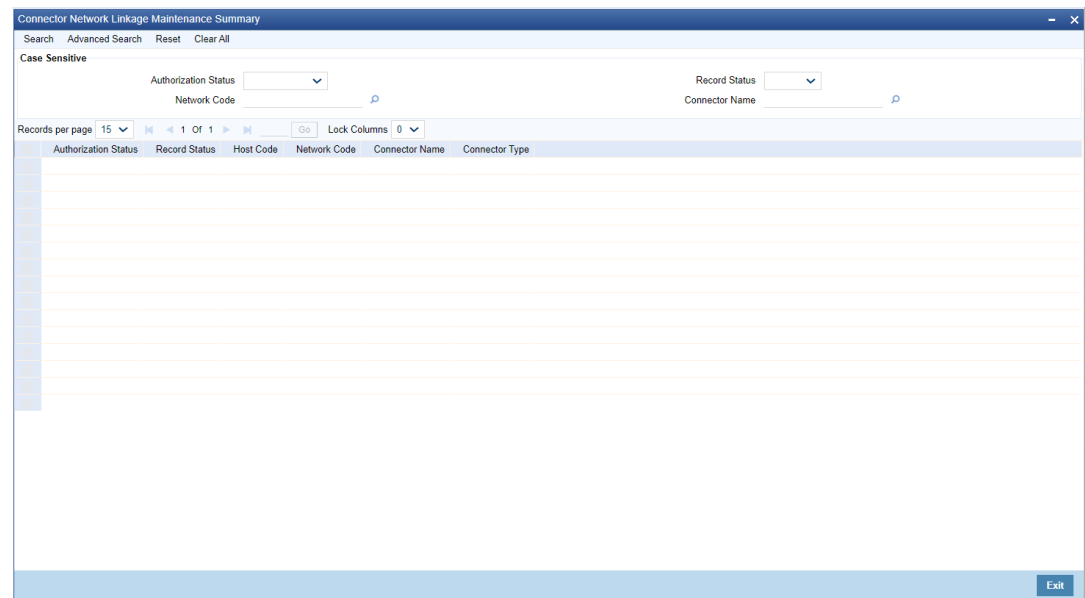 Connector Network Linkage Maintenance Summary
Search Advanced Search Reset Clear All
Case Sensitive
Authorization Status Record Status
Network Code Connector Name
Records per page 15 1 Of 1 Go Lock Columns 0
Authorization Status Record Status Host Code Network Code Connector Name Connector Type
Exit